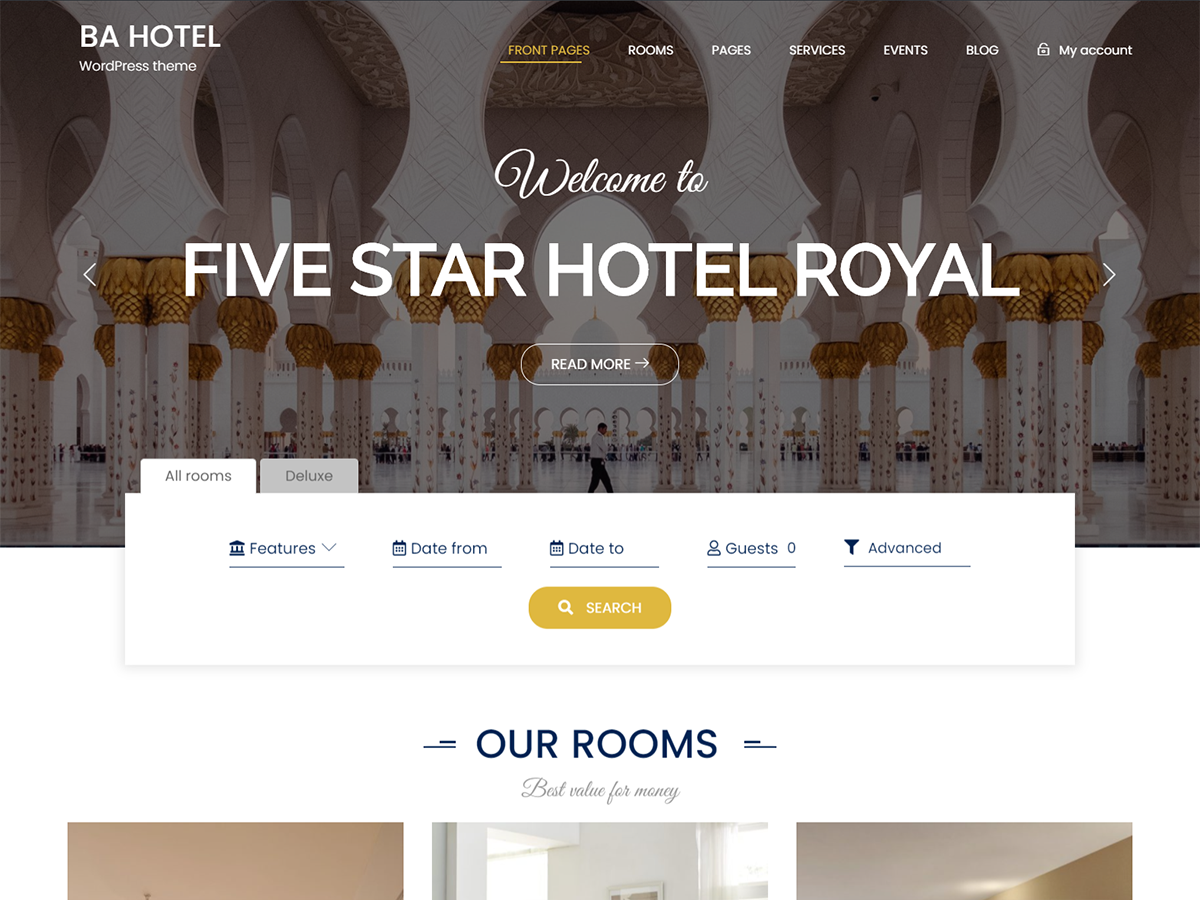 BA HOTEL
WordPress theme
FRONT PAGES ROOMS PAGES SERVICES EVENTS BLOG My account
Welcome to
FIVE STAR HOTEL ROYAL
READ MORE
All rooms Deluxe
Features Date from Date to Guests 0 Advanced
SEARCH
OUR ROOMS
Best value for money